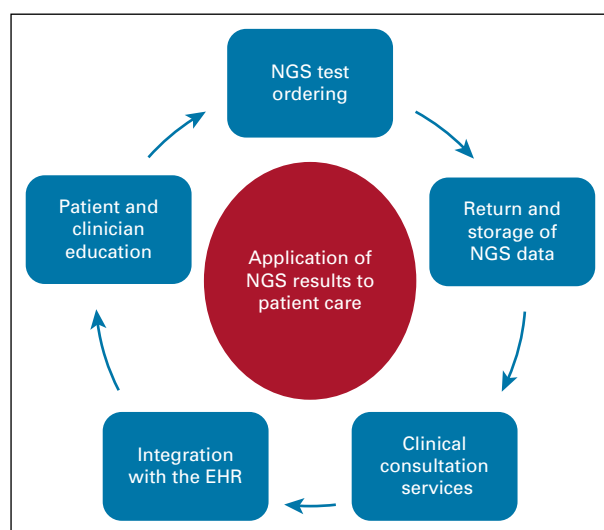 NGS test
ordering
Return and
storage of
NGS data
Clinical
consultation
services
Integration
with the EHR
Patient and
clinician
education
Application of
NGS results to
patient care